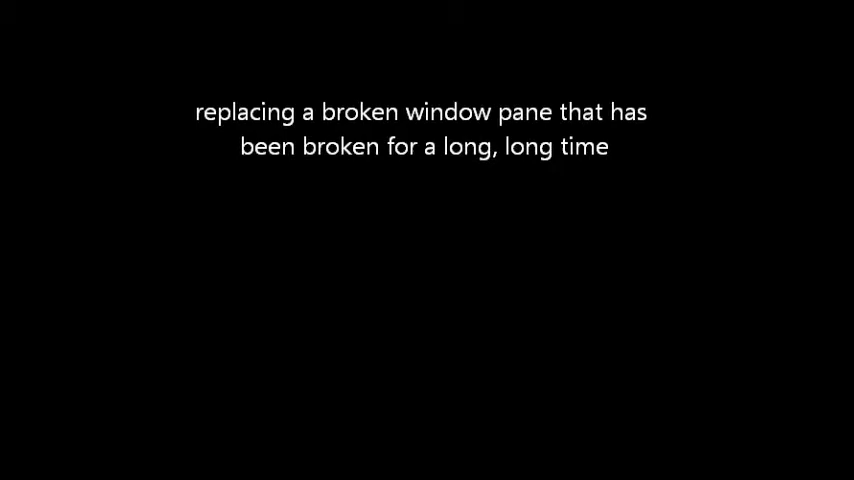 replacing a broken window pane that has
been broken for a long, long time